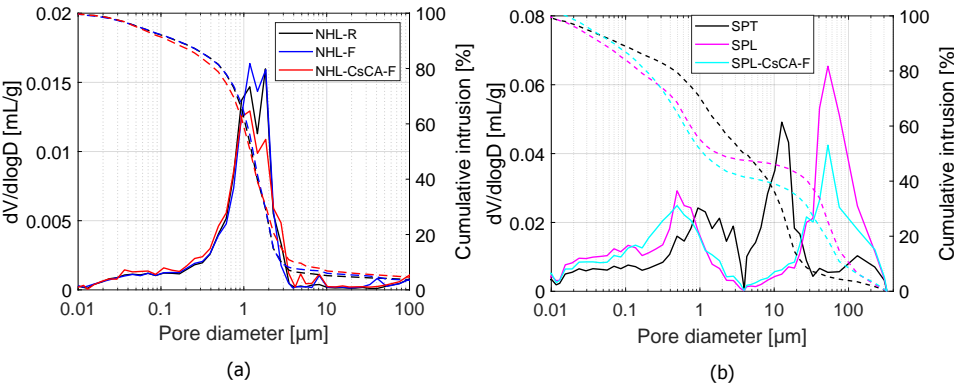 0.02
0.015
0.01
0.005
0
dV/dlogD [mL/g]
NHL-R
NHL-F
NHL-CsCA-F
100
80
60
40
20
0
Cumulative intrusion [%]
0.01 0.1 1 10 100
Pore diameter [µm]
(a)
0.08
0.06
0.04
0.02
0.00
dV/dlogD [mL/g]
SPT
SPL
SPL-CsCA-F
100
80
60
40
20
0
Cumulative intrusion [%]
0.01 0.1 1 10 100
Pore diameter [µm]
(b)